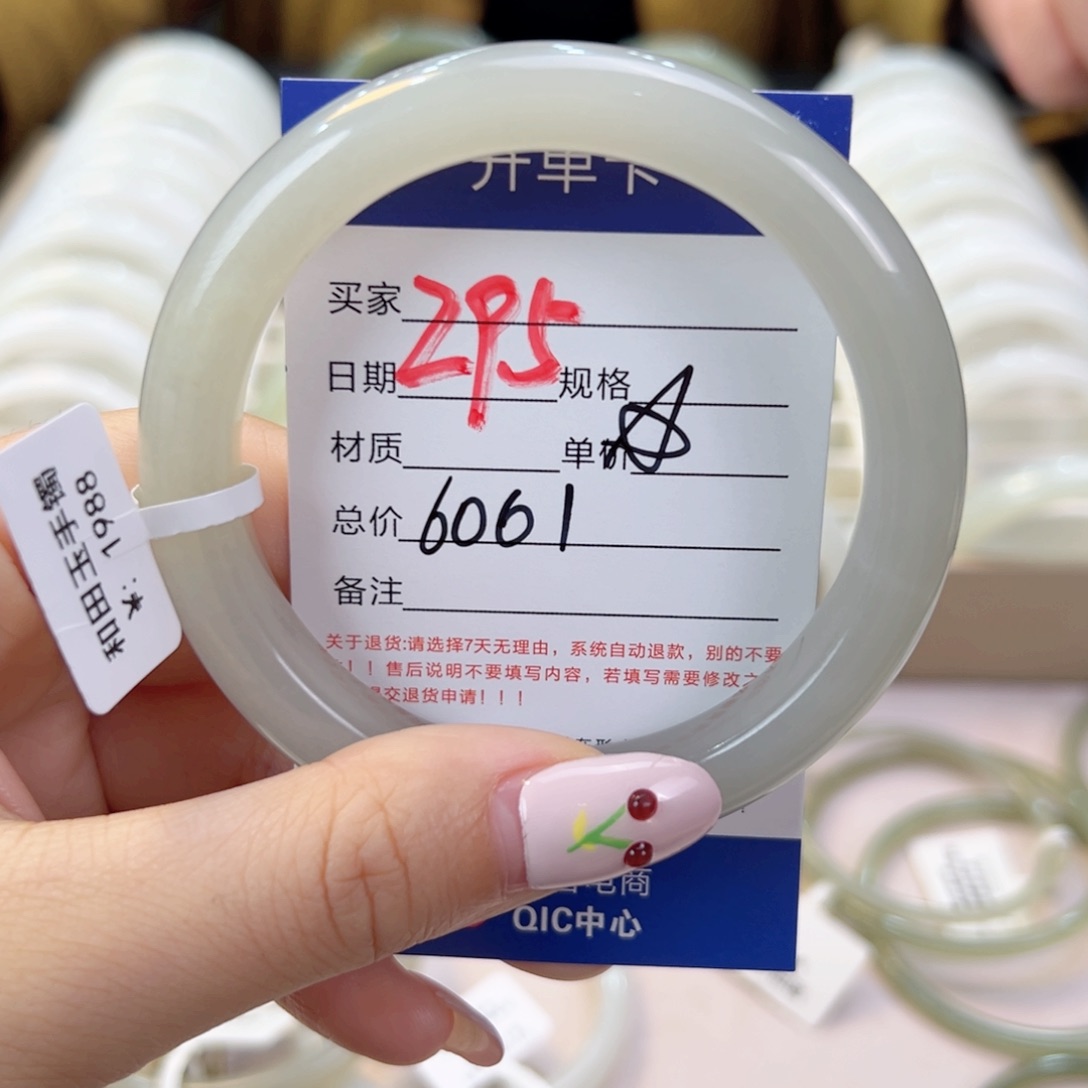 开单卡
买家 295
日期 规格
材质 单价
总价 6061
备注
关于退货:请选择7天无理由，系统自动退款，别的不要
！！售后说明不要填写内容，若填写需要修改
提交退货申请！！！
电商
QIC中心
和田玉手镯
: 1988